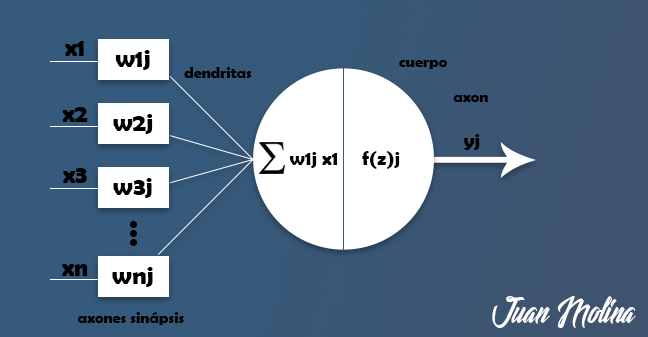 x1 w1j
dendritas
cuerpo
x2 w2j
axon
yj
∑ w1j x1 f(z)j
x3 w3j
xn wnj
axones sinápsis
Juan Molina